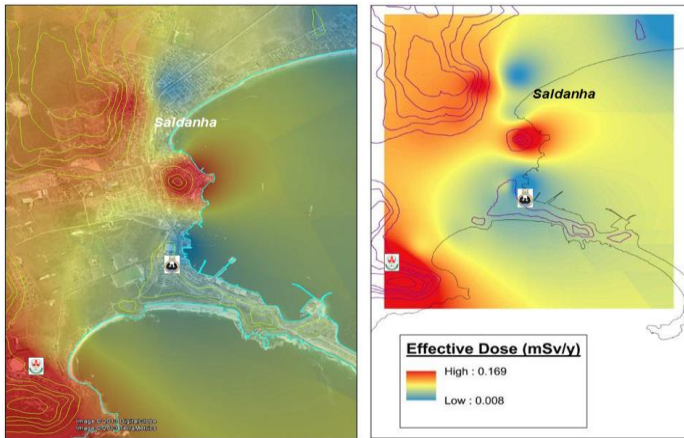 Saldanha
Saldanha
Effective Dose (mSv/y)
High : 0.169
Low : 0.008